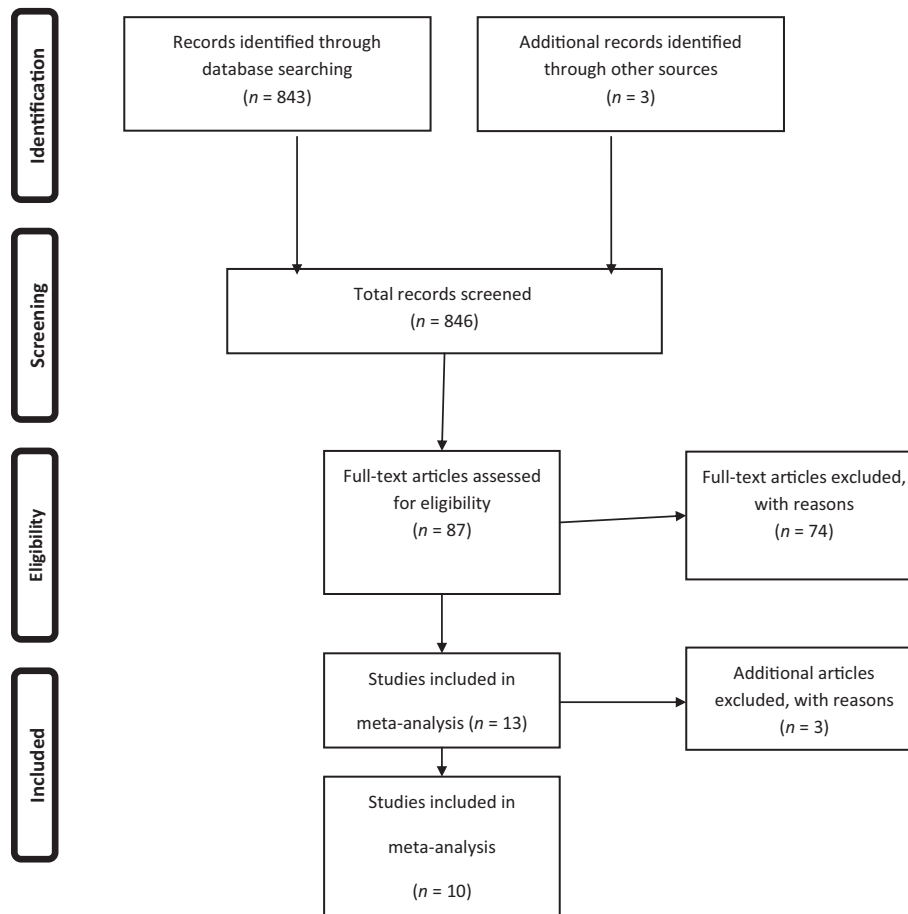 Identification
Records identified through
database searching
(n = 843)
Additional records identified
through other sources
(n = 3)
Screening
Total records screened
(n = 846)
Eligibility
Full-text articles assessed
for eligibility
(n = 87)
Full-text articles excluded,
with reasons
(n = 74)
Included
Studies included in
meta-analysis (n = 13)
Additional articles
excluded, with reasons
(n = 3)
Studies included in
meta-analysis
(n = 10)